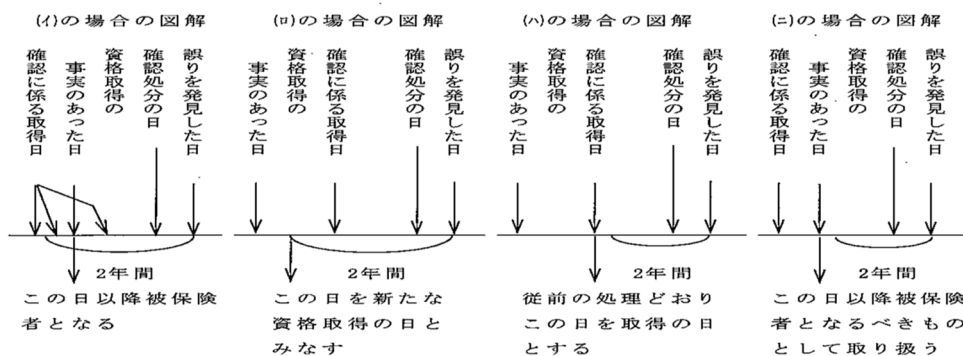 (イ)の場合の図解
確認に係る取得日
事実のあった日
資格取得の
確認処分の日
誤りを発見した日
2年間
この日以降被保険
者となる
(ロ)の場合の図解
事実のあった日
資格取得の
確認に係る取得日
確認処分の日
誤りを発見した日
2年間
この日を新たな
資格取得の日と
みなす
(ハ)の場合の図解
事実のあった日
資格取得の
確認に係る取得日
確認処分の日
誤りを発見した日
2年間
従前の処理どおり
この日を取得の日
とする
(ニ)の場合の図解
確認に係る取得日
事実のあった日
資格取得の
確認処分の日
誤りを発見した日
2年間
この日以降被保険
者となるべきもの
として取り扱う